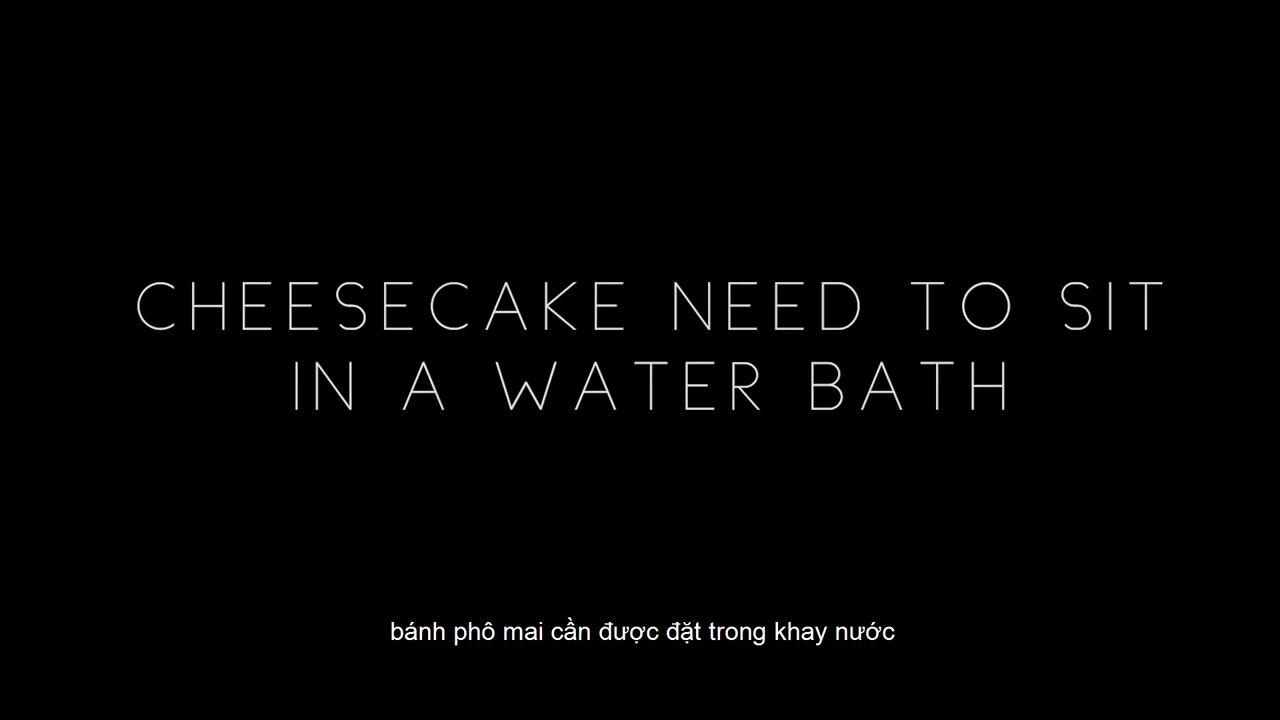 CHEESECAKE NEED TO SIT
IN A WATER BATH
bánh phô mai cần được đặt trong khay nước